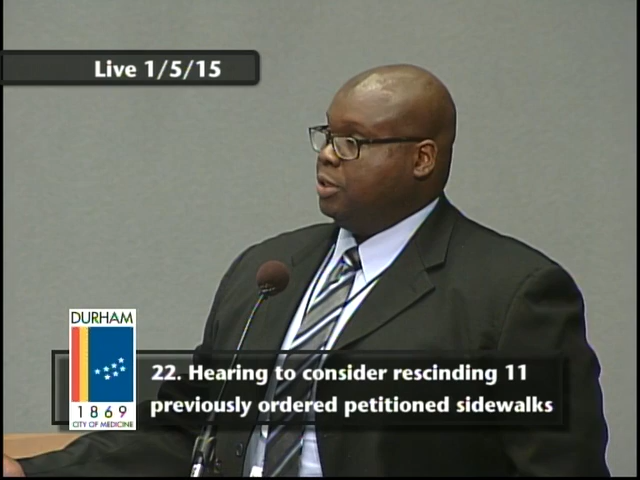 Live 1/5/15
DURHAM
1869
CITY OF MEDICINE
22. Hearing to consider rescinding 11
previously ordered petitioned sidewalks